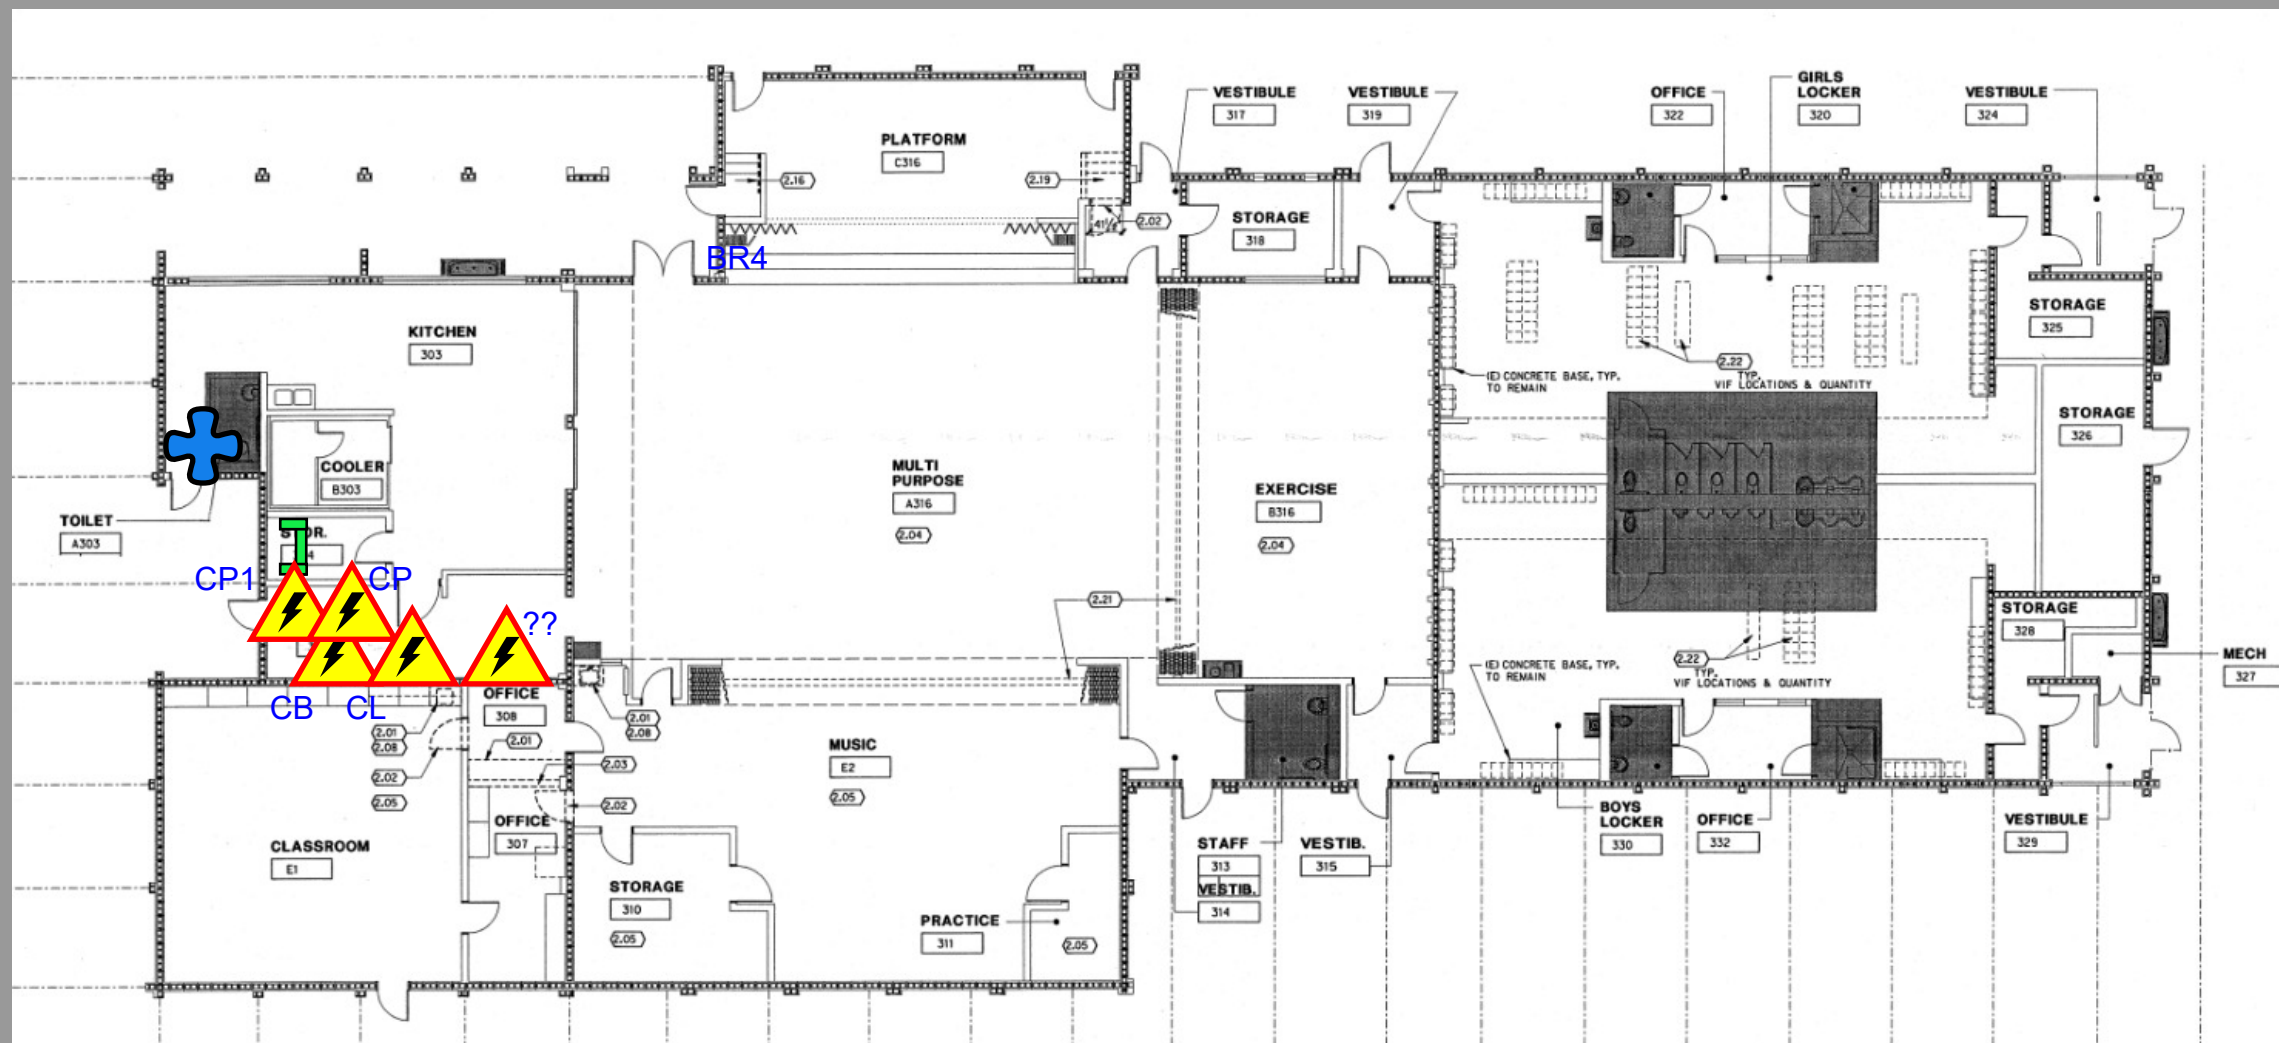 VESTIBULE
317
VESTIBULE
319
OFFICE
322
GIRLS
LOCKER
320
VESTIBULE
324
PLATFORM
C316
2.16
2.19
2.02
STORAGE
318
BR4
KITCHEN
303
STORAGE
325
2.22
TYP.
VIF LOCATIONS & QUANTITY
(E) CONCRETE BASE, TYP.
TO REMAIN
STORAGE
326
COOLER
B303
MULTI
PURPOSE
A316
2.04
EXERCISE
B316
2.04
TOILET
A303
CP1
CP
??
2.21
STORAGE
328
(E) CONCRETE BASE, TYP.
TO REMAIN
2.22
TYP.
VIF LOCATIONS & QUANTITY
MECH
327
CB
CL
OFFICE
308
2.01
2.08
2.01
2.01
2.08
2.02
2.03
2.05
2.02
MUSIC
E2
2.05
CLASSROOM
E1
OFFICE
307
STORAGE
310
2.05
PRACTICE
311
2.05
STAFF
313
VESTIB.
314
VESTIB.
315
BOYS
LOCKER
330
OFFICE
332
VESTIBULE
329